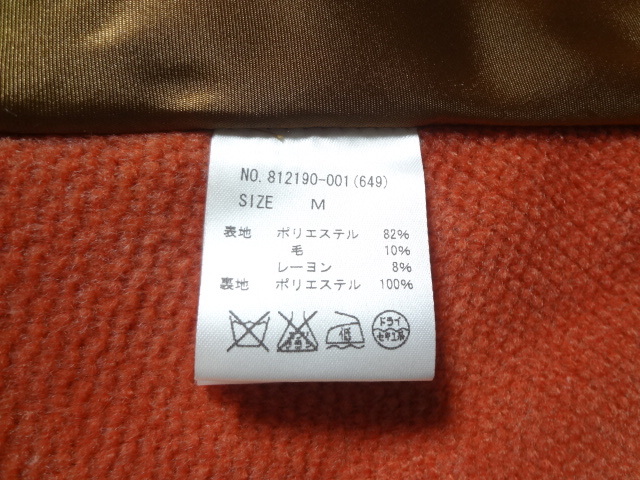 NO. 812190-001(649)
SIZE M
表地 ポリエステル 82%
毛 10%
レーヨン 8%
裏地 ポリエステル 100%
低 ドライ
セキユ系